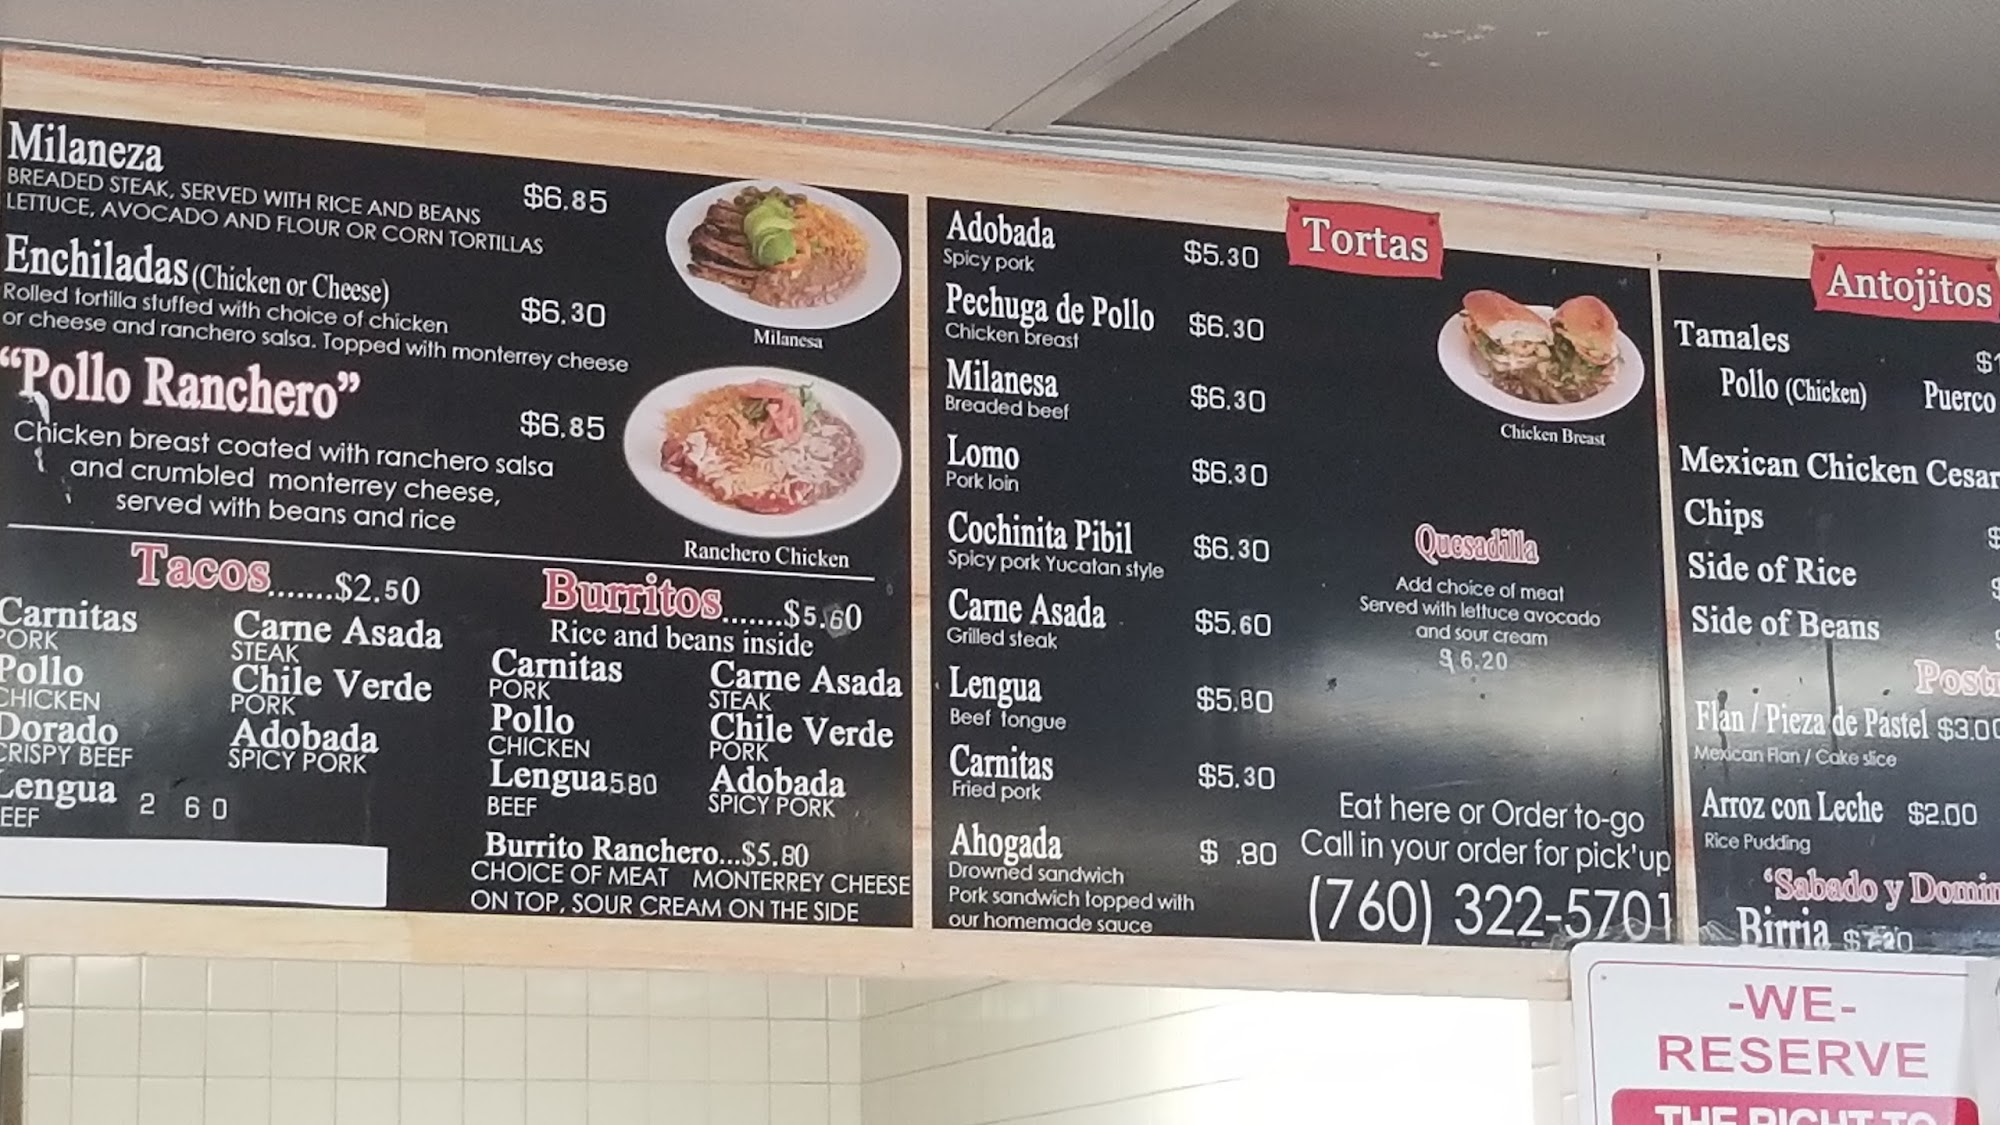 Milaneza
BREADED STEAK, SERVED WITH RICE AND BEANS $6.85
LETTUCE, AVOCADO AND FLOUR OR CORN TORTILLAS
Milanesa
Enchiladas (Chicken or Cheese)
Rolled tortilla stuffed with choice of chicken $6.30
or cheese and ranchero salsa. Topped with monterrey cheese
"Pollo Ranchero"
$6.85
Chicken breast coated with ranchero salsa
and crumbled monterrey cheese,
served with beans and rice
Ranchero Chicken
Tacos.......$2.50
Carnitas
PORK
Pollo
CHICKEN
Dorado
CRISPY BEEF
Lengua 2 60
Carne Asada
STEAK
Chile Verde
PORK
Adobada
SPICY PORK
Burritos.......$5.60
Rice and beans inside
Carnitas
PORK
Pollo
CHICKEN
Lengua 5.80
BEEF
Carne Asada
STEAK
Chile Verde
PORK
Adobada
SPICY PORK
Burrito Ranchero...$5.80
CHOICE OF MEAT MONTERREY CHEESE
ON TOP, SOUR CREAM ON THE SIDE
Tortas
Adobada $5.30
Spicy pork
Pechuga de Pollo $6.30
Chicken breast
Milanesa $6.30
Breaded beef
Lomo $6.30
Pork loin
Cochinita Pibil $6.30
Spicy pork Yucatan style
Carne Asada $5.60
Grilled steak
Lengua $5.80
Beef tongue
Carnitas $5.30
Fried pork
Ahogada $ .80
Drowned sandwich
Pork sandwich topped with
our homemade sauce
Chicken Breast
Quesadilla
Add choice of meat
Served with lettuce avocado
and sour cream
$6.20
Eat here or Order to-go
Call in your order for pick'up
(760) 322-5701
Antojitos
Tamales
Pollo (Chicken) Puerco
Mexican Chicken Cesar
Chips
Side of Rice
Side of Beans
Flan / Pieza de Pastel $3.00
Mexican Flan / Cake slice
Arroz con Leche $2.00
Rice Pudding
"Sabado y
Birria $7.20
-WE-
RESERVE
THE RIGHT TO